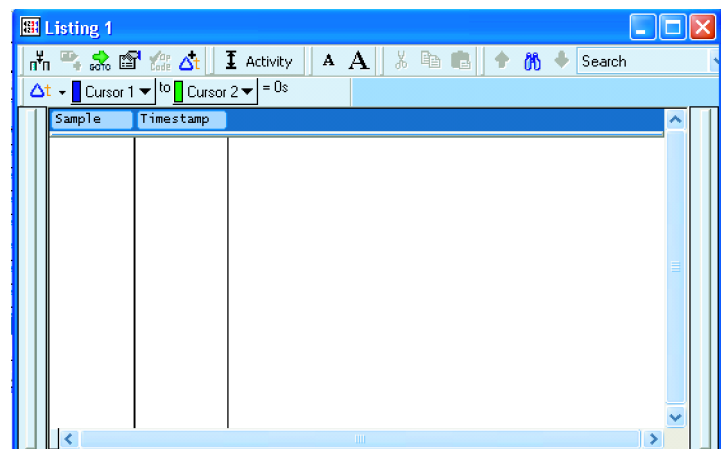 Listing 1
Activity A A Search
Δt Cursor 1 to Cursor 2 = 0s
Sample Timestamp